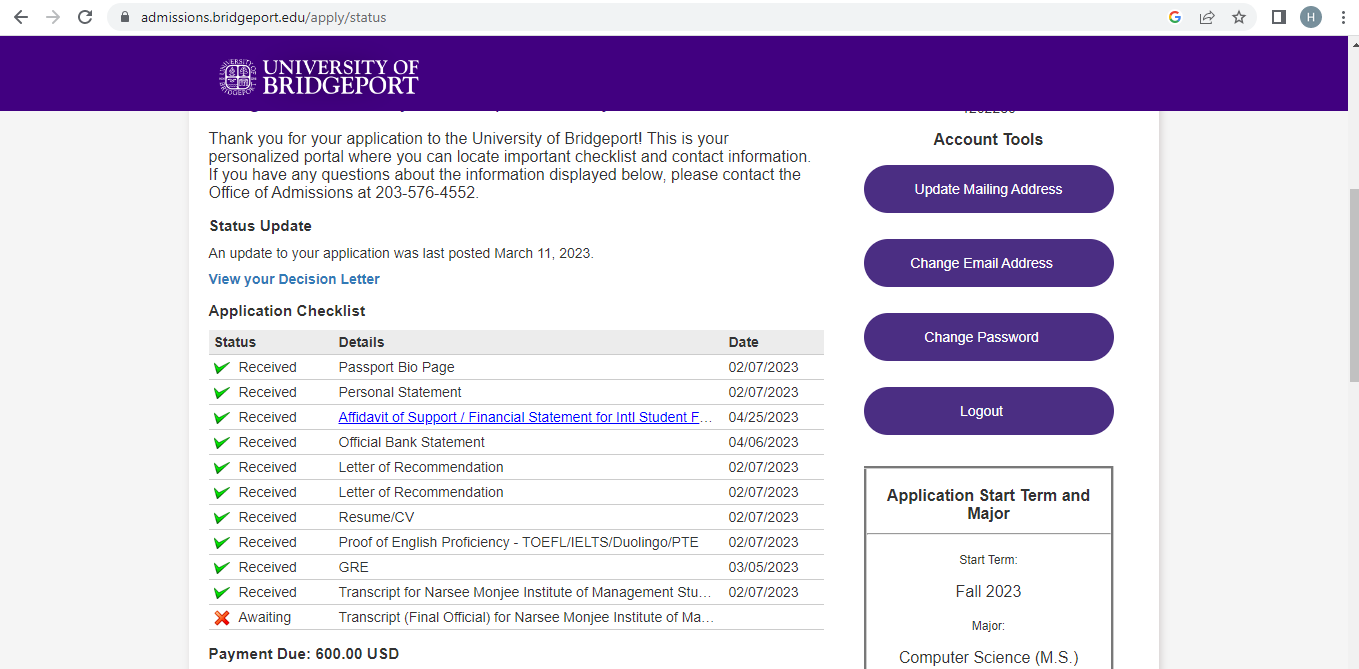 admissions.bridgeport.edu/apply/status
H
UNIVERSITY OF
BRIDGEPORT
Thank you for your application to the University of Bridgeport! This is your
personalized portal where you can locate important checklist and contact information.
If you have any questions about the information displayed below, please contact the
Office of Admissions at 203-576-4552.
Status Update
An update to your application was last posted March 11, 2023.
View your Decision Letter
Application Checklist
Status Details Date
Received Passport Bio Page 02/07/2023
Received Personal Statement 02/07/2023
Received Affidavit of Support / Financial Statement for Intl Student F... 04/25/2023
Received Official Bank Statement 04/06/2023
Received Letter of Recommendation 02/07/2023
Received Letter of Recommendation 02/07/2023
Received Resume/CV 02/07/2023
Received Proof of English Proficiency - TOEFL/IELTS/Duolingo/PTE 02/07/2023
Received GRE 03/05/2023
Received Transcript for Narsee Monjee Institute of Management Stu... 02/07/2023
Awaiting Transcript (Final Official) for Narsee Monjee Institute of Ma...
Payment Due: 600.00 USD
Account Tools
Update Mailing Address
Change Email Address
Change Password
Logout
Application Start Term and
Major
Start Term:
Fall 2023
Major:
Computer Science (M.S.)